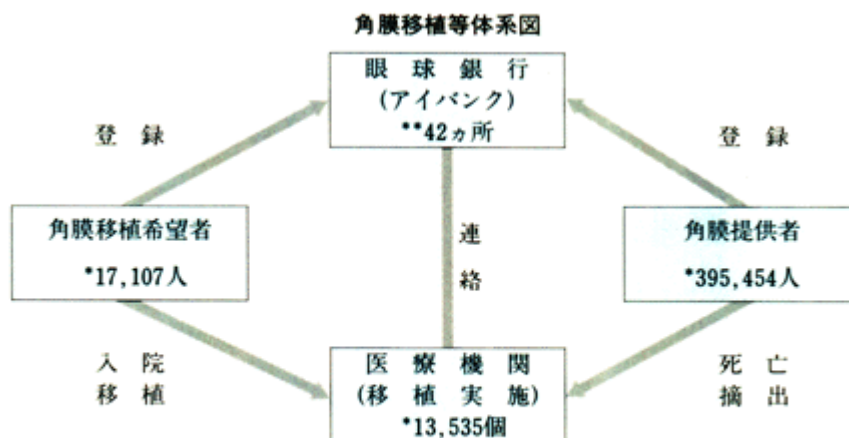 角膜移植等体系図
眼球銀行
(アイバンク)
**42ヵ所
登録
登録
角膜移植希望者
*17,107人
連絡
角膜提供者
*395,454人
入院
移植
医療機関
(移植実施)
*13,535個
死亡
摘出